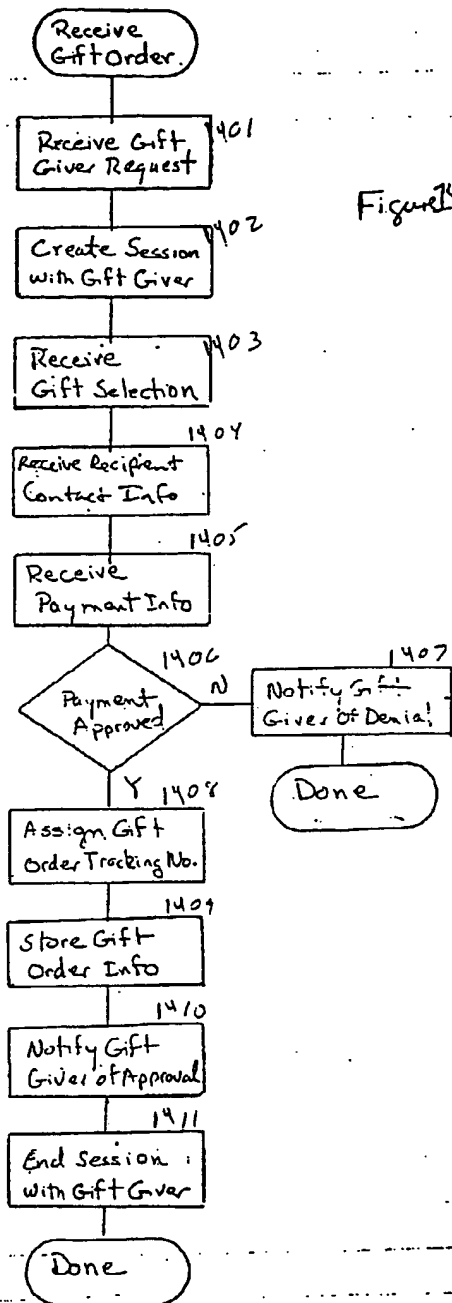 Receive
Gift Order
1401
Receive Gift
Giver Request
Figure 14
1402
Create Session
with Gift Giver
1403
Receive
Gift Selection
1404
Receive Recipient
Contact Info
1405
Receive
Payment Info
1406
Payment
Approved
N
1407
Notify Gift
Giver of Denial
Done
Y
1408
Assign Gift
Order Tracking No.
1409
Store Gift
Order Info
1410
Notify Gift
Giver of Approval
1411
End Session
with Gift Giver
Done